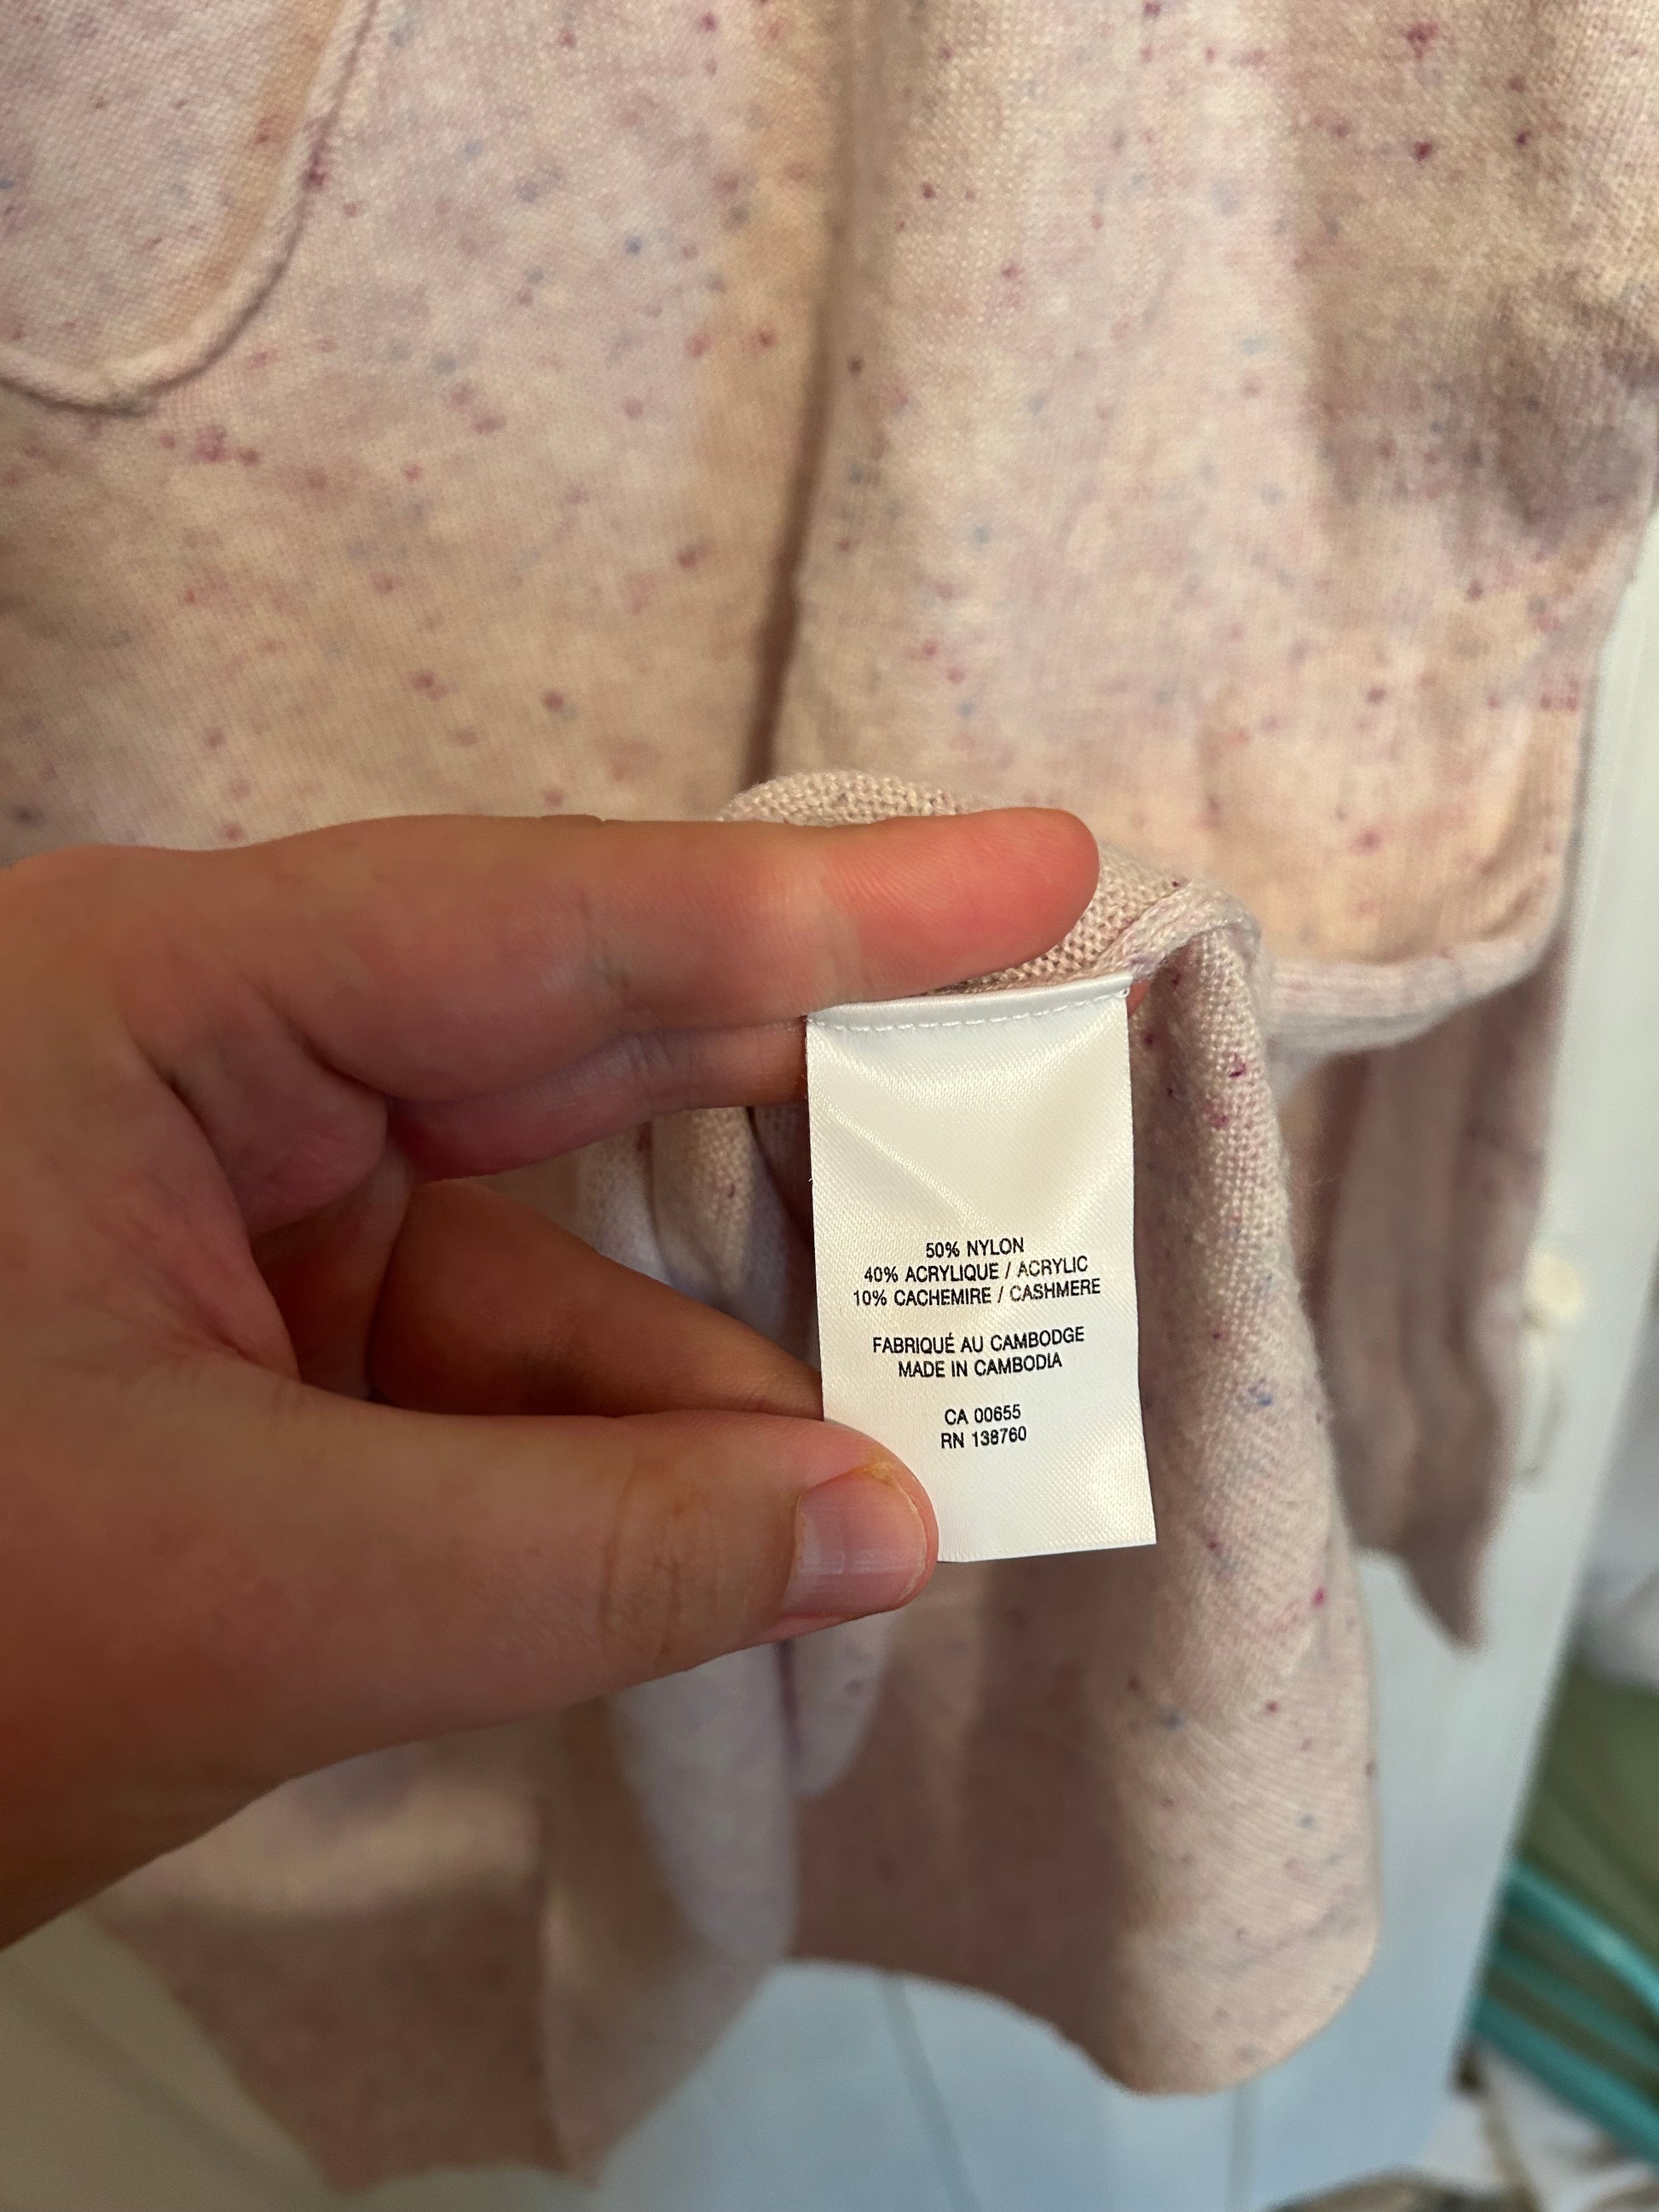 50% NYLON
40% ACRYLIQUE / ACRYLIC
10% CACHEMIRE / CASHMERE
FABRIQUÉ AU CAMBODGE
MADE IN CAMBODIA
CA 00655
RN 138760